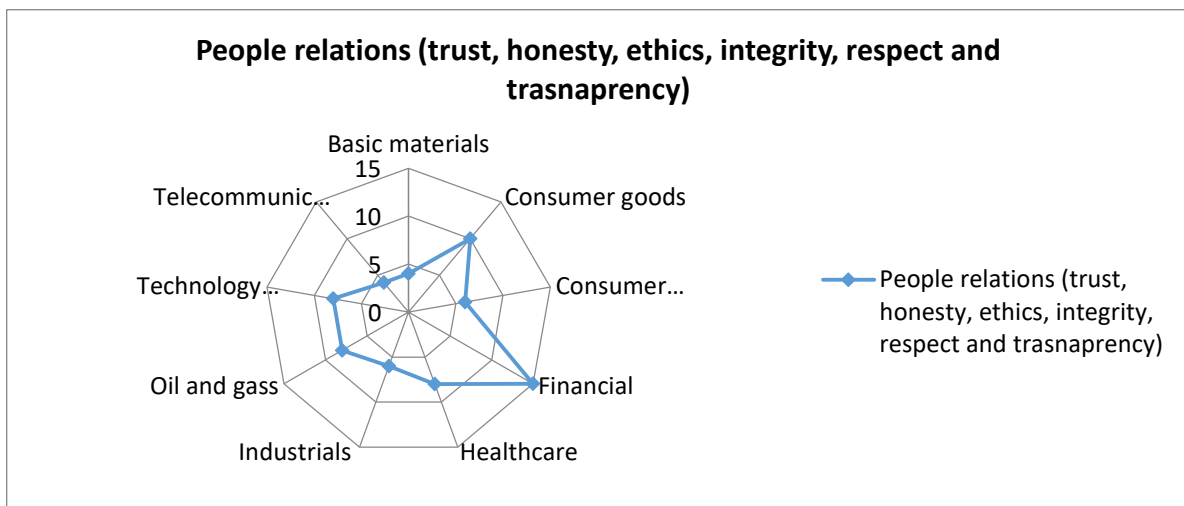 People relations (trust, honesty, ethics, integrity, respect and
trasnaprency)
Basic materials
15
Telecommunic...
Consumer goods
10
5
Technology...
Consumer...
0
People relations (trust,
honesty, ethics, integrity,
respect and trasnaprency)
Oil and gass
Financial
Industrials
Healthcare